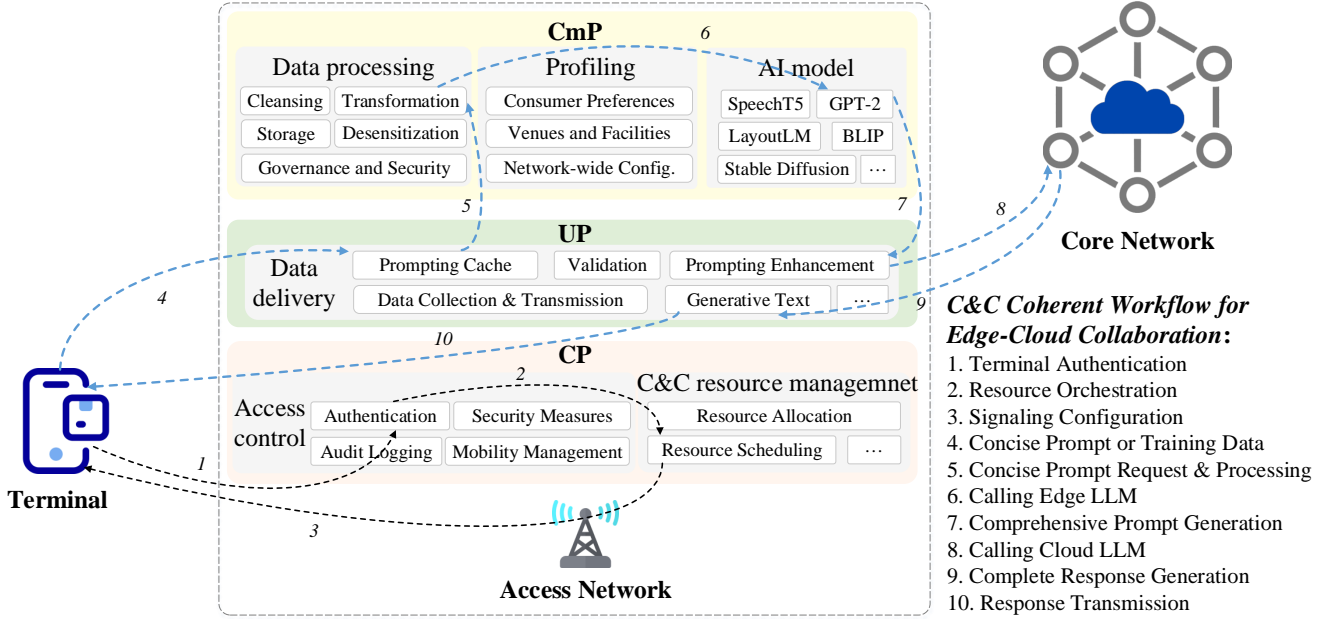 CmP
6
Data processing
Profiling
AI model
Cleansing
Transformation
Storage
Desensitization
Governance and Security
Consumer Preferences
Venues and Facilities
Network-wide Config.
SpeechT5
GPT-2
LayoutLM
BLIP
Stable Diffusion
...
5
7
8
Core Network
UP
Data
delivery
Prompting Cache
Validation
Prompting Enhancement
Data Collection & Transmission
Generative Text
...
4
9
10
CP
2
Access
control
Authentication
Security Measures
Audit Logging
Mobility Management
C&C resource managemnet
Resource Allocation
Resource Scheduling
...
1
3
Terminal
Access Network
C&C Coherent Workflow for
Edge-Cloud Collaboration:
1. Terminal Authentication
2. Resource Orchestration
3. Signaling Configuration
4. Concise Prompt or Training Data
5. Concise Prompt Request & Processing
6. Calling Edge LLM
7. Comprehensive Prompt Generation
8. Calling Cloud LLM
9. Complete Response Generation
10. Response Transmission